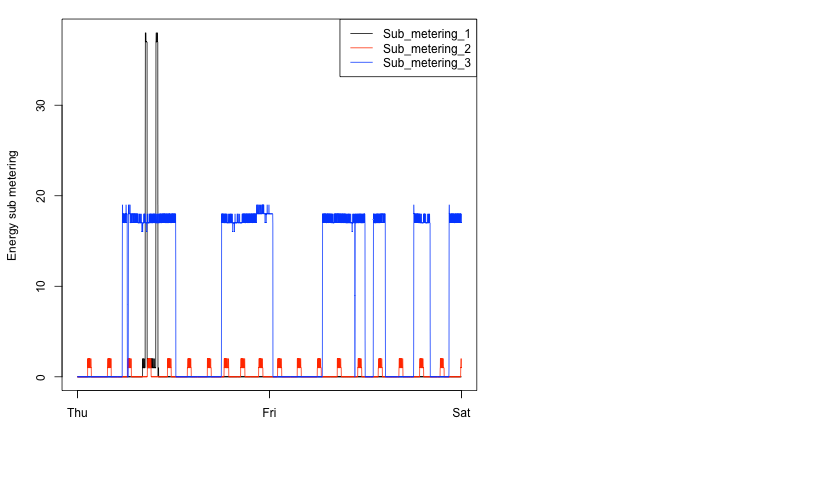 Sub_metering_1
Sub_metering_2
Sub_metering_3
Energy sub metering
30
20
10
0
Thu
Fri
Sat